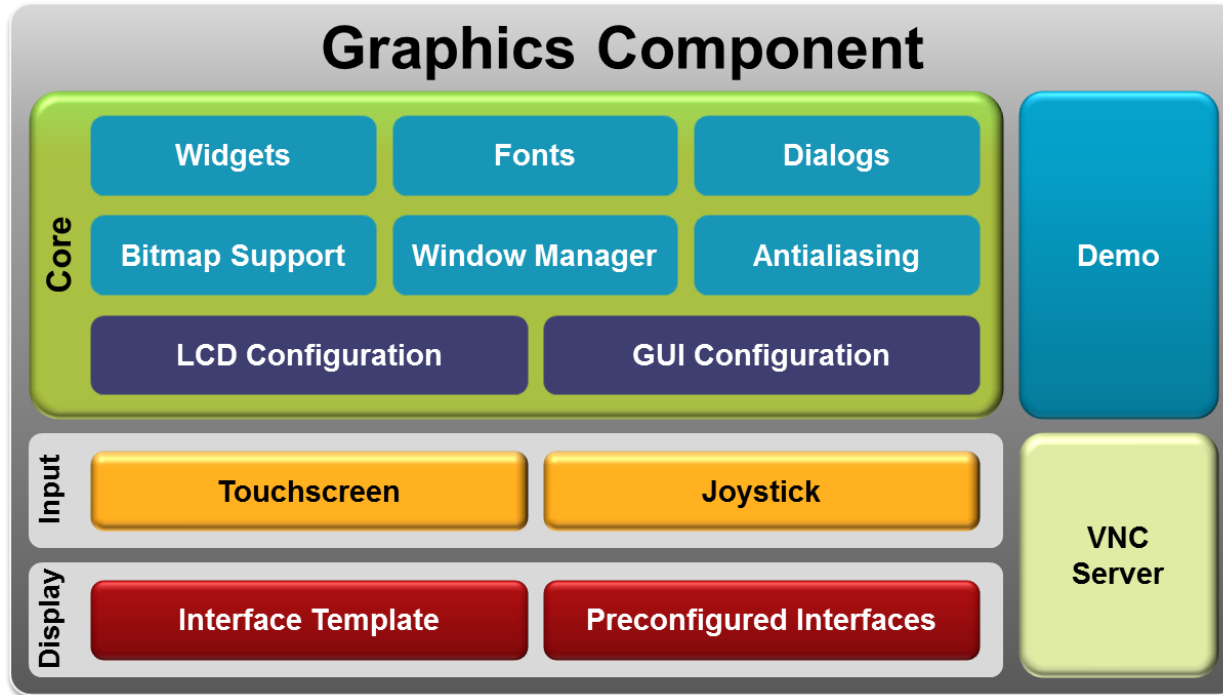 Graphics Component
Core
Widgets
Fonts
Dialogs
Bitmap Support
Window Manager
Antialiasing
LCD Configuration
GUI Configuration
Demo
Input
Touchscreen
Joystick
Display
Interface Template
Preconfigured Interfaces
VNC
Server